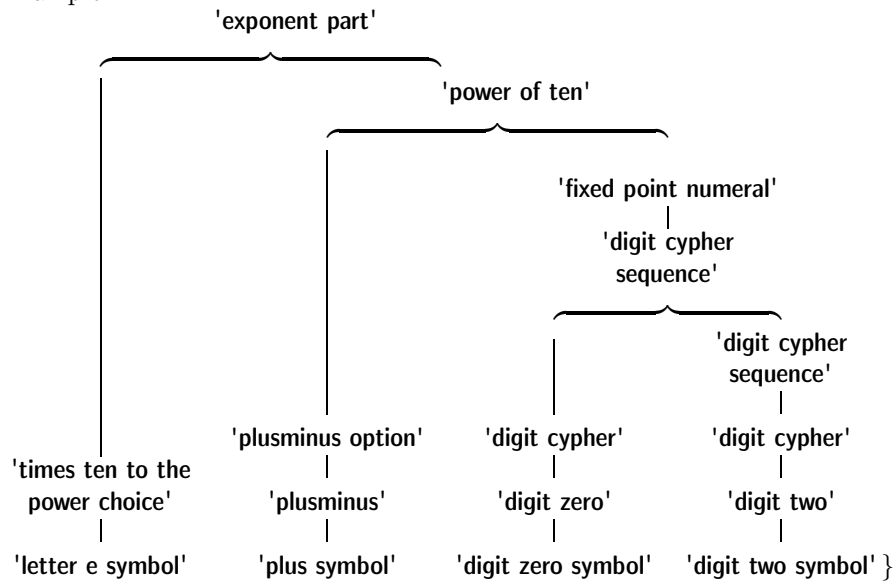 'exponent part'
'power of ten'
'fixed point numeral'
'digit cypher
sequence'
'digit cypher
sequence'
'plusminus option' 'digit cypher' 'digit cypher'
'times ten to the
power choice' 'plusminus' 'digit zero' 'digit two'
'letter e symbol' 'plus symbol' 'digit zero symbol' 'digit two symbol' }